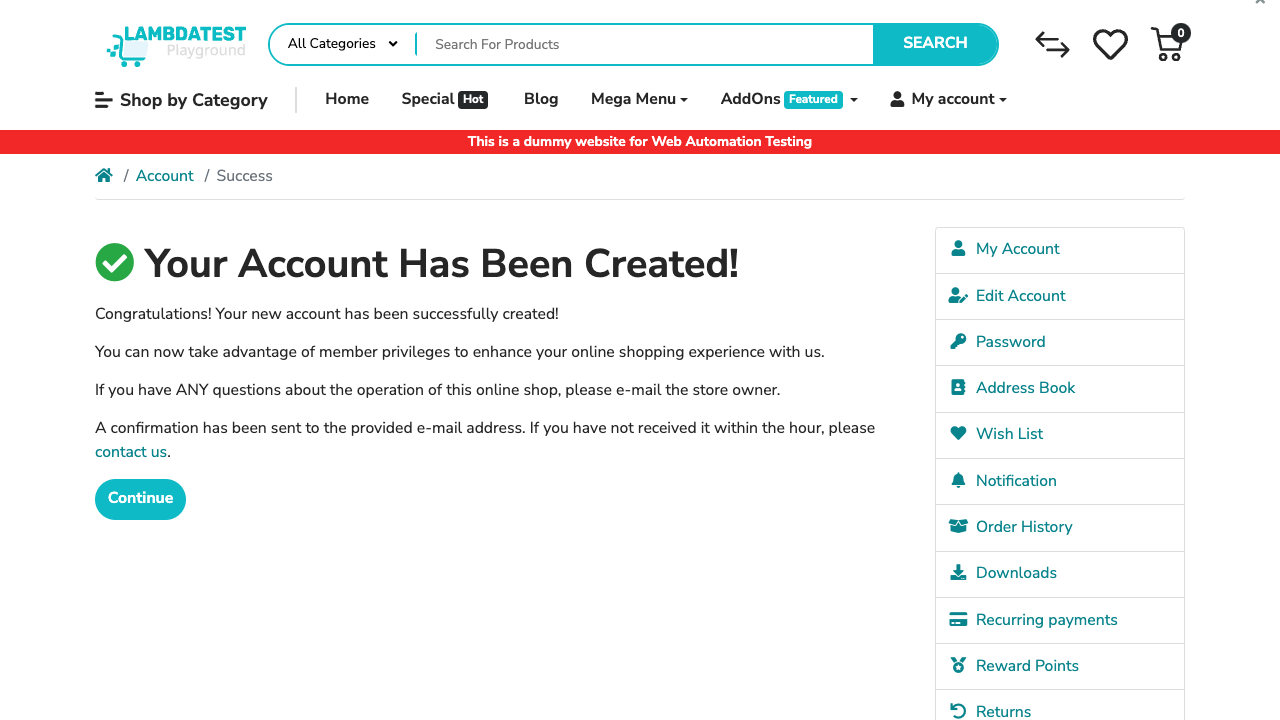 LAMBDATEST
Playground
All Categories
Search For Products
SEARCH
0
Shop by Category
Home
Special Hot
Blog
Mega Menu
AddOns Featured
My account
This is a dummy website for Web Automation Testing
/ Account / Success
Your Account Has Been Created!
Congratulations! Your new account has been successfully created!
You can now take advantage of member privileges to enhance your online shopping experience with us.
If you have ANY questions about the operation of this online shop, please e-mail the store owner.
A confirmation has been sent to the provided e-mail address. If you have not received it within the hour, please
contact us.
Continue
My Account
Edit Account
Password
Address Book
Wish List
Notification
Order History
Downloads
Recurring payments
Reward Points
Returns